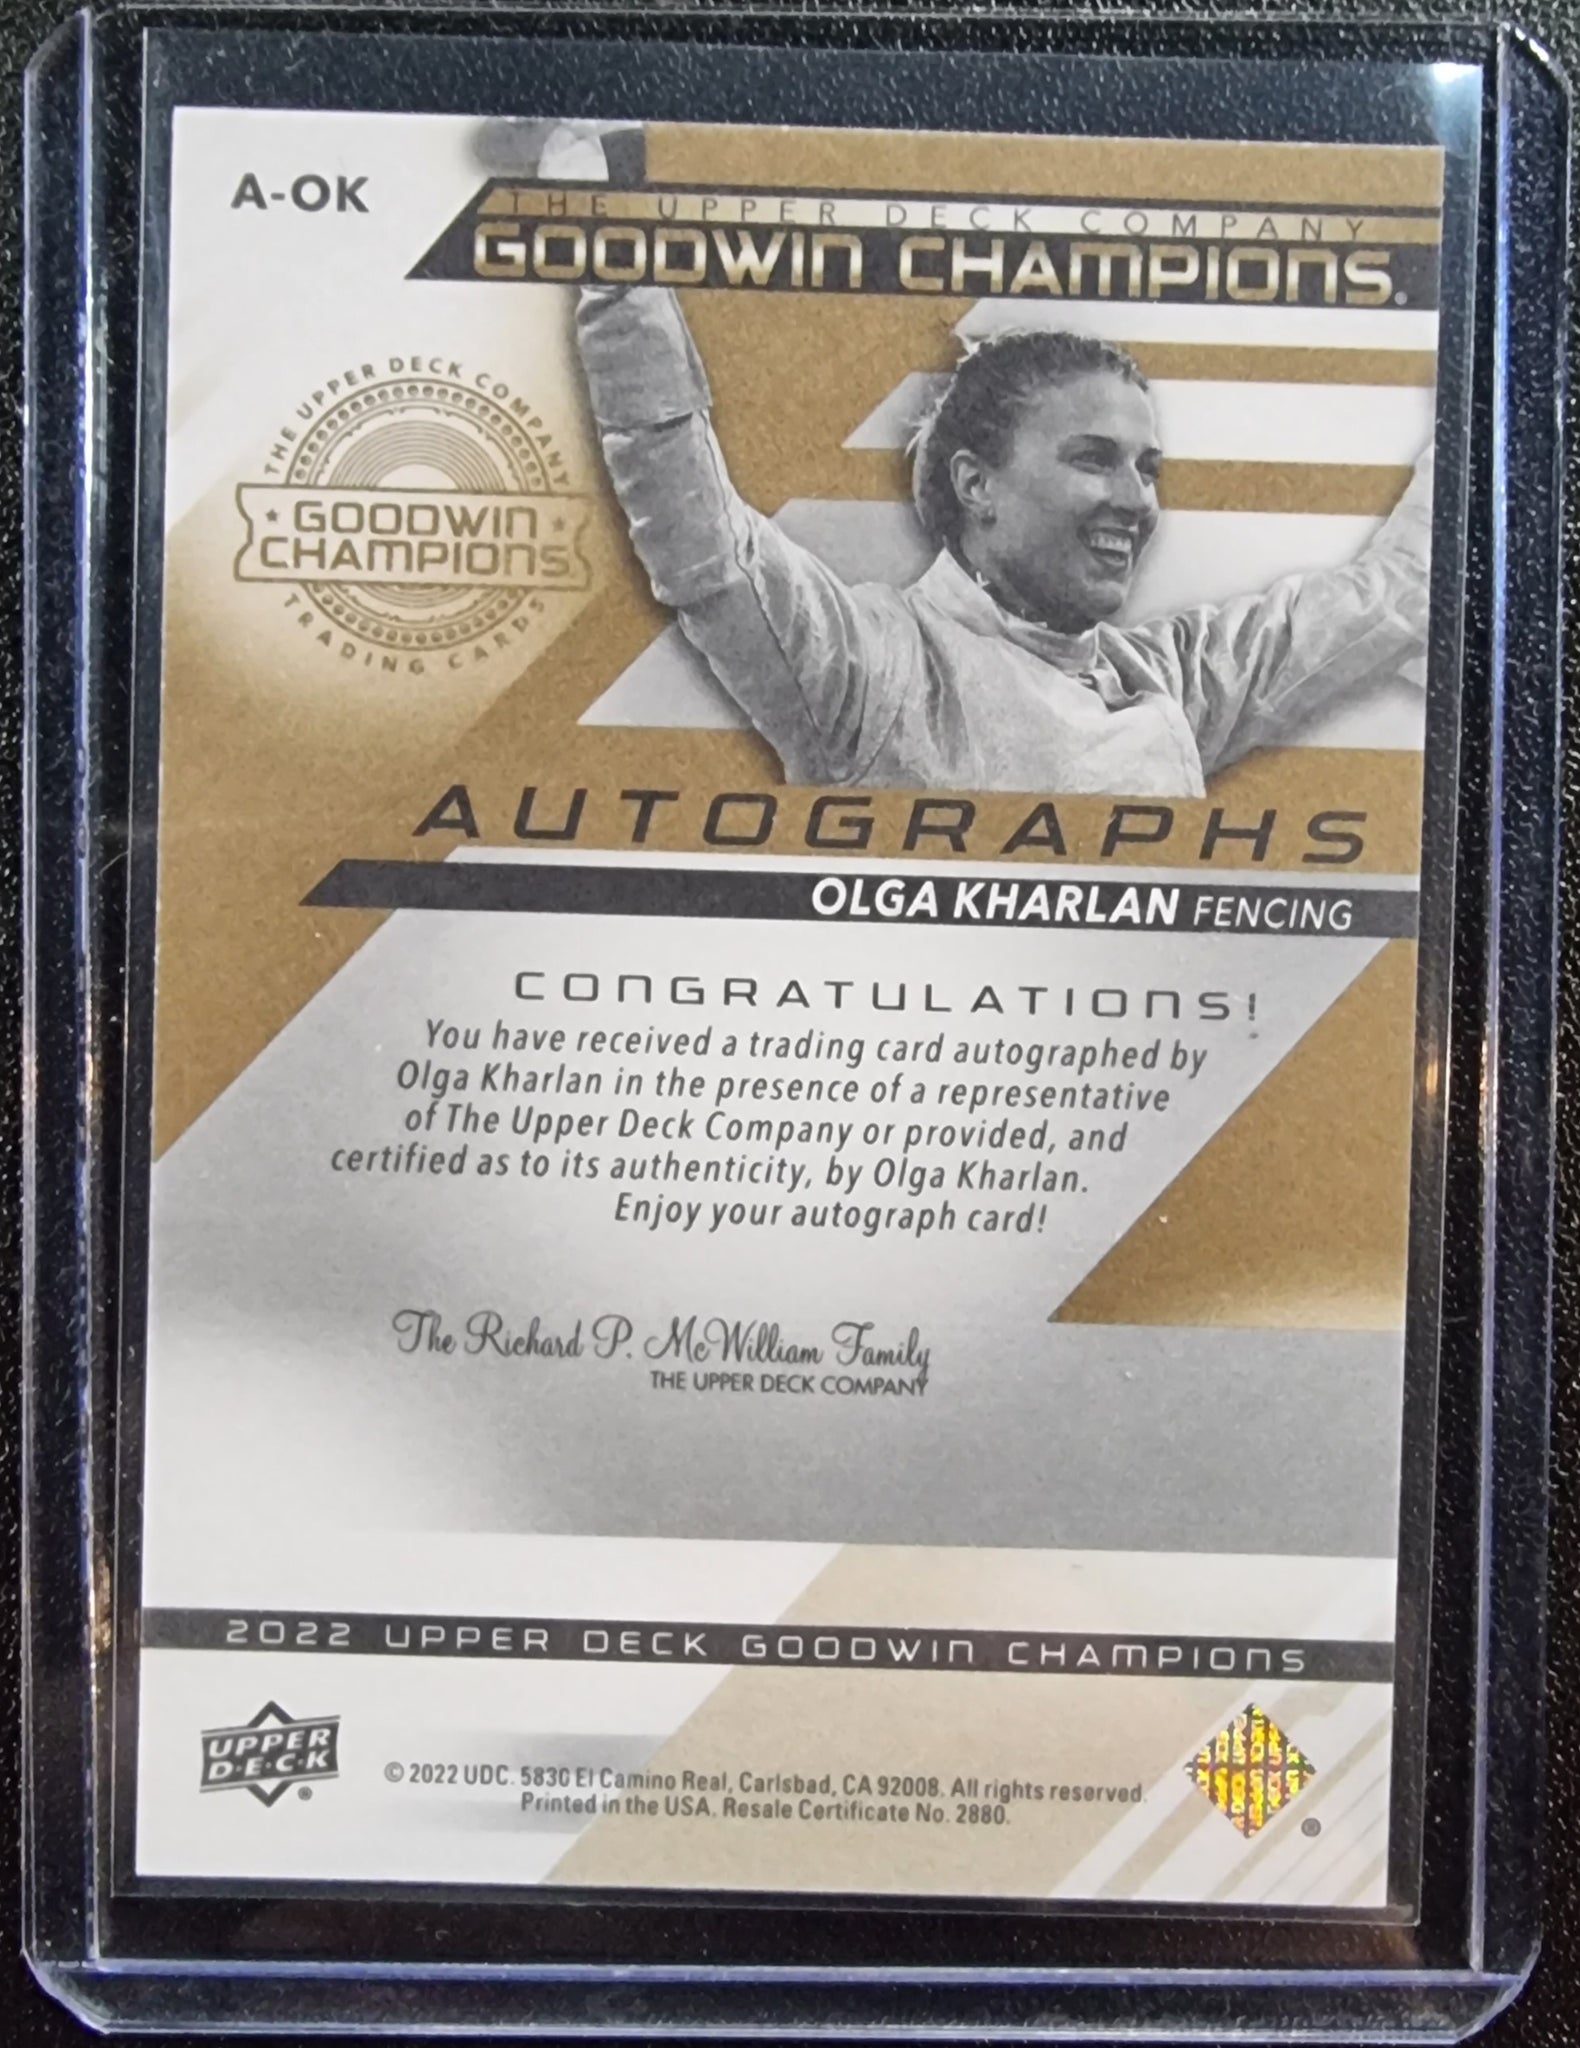 A-OK
THE UPPER DECK COMPANY
GOODWIN CHAMPIONS®
THE UPPER DECK COMPANY
GOODWIN
CHAMPIONS
TRADING CARDS
AUTOGRAPHS
OLGA KHARLAN FENCING
CONGRATULATIONS!
You have received a trading card autographed by
Olga Kharlan in the presence of a representative
of The Upper Deck Company or provided, and
certified as to its authenticity, by Olga Kharlan.
Enjoy your autograph card!
The Richard P. McWilliam Family
THE UPPER DECK COMPANY
2022 UPPER DECK GOODWIN CHAMPIONS
UPPER
D·E·C·K
®
© 2022 UDC. 5830 El Camino Real, Carlsbad, CA 92008. All rights reserved.
Printed in the USA. Resale Certificate No. 2880.
®